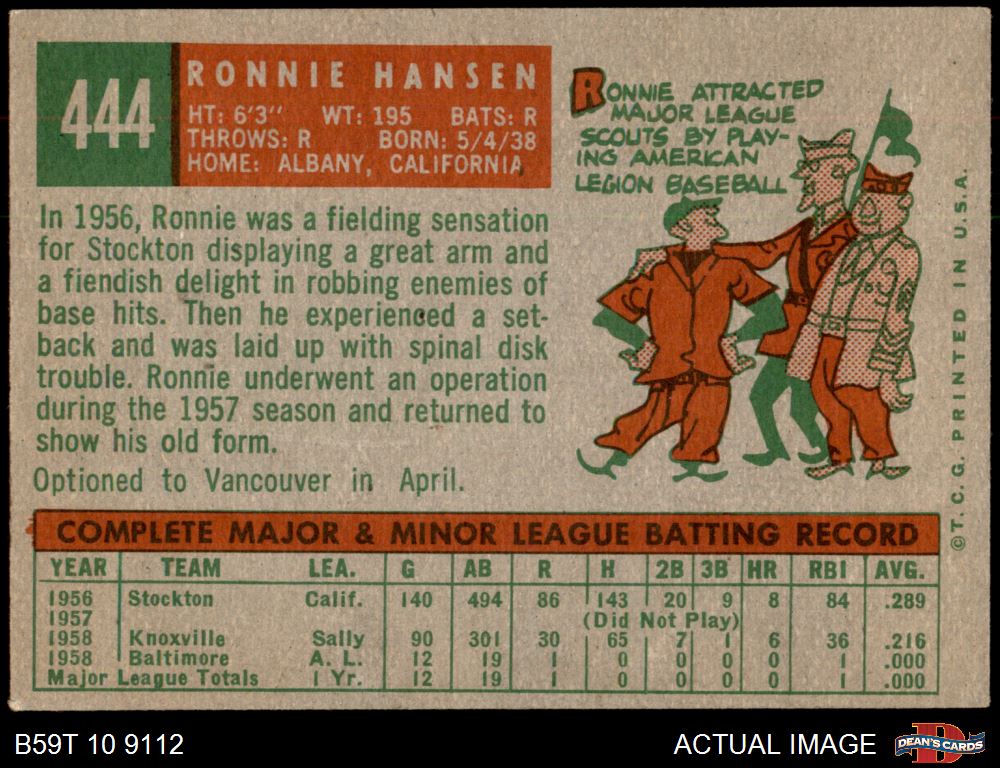 444
RONNIE HANSEN
HT: 6'3" WT: 195 BATS: R
THROWS: R BORN: 5/4/38
HOME: ALBANY, CALIFORNIA
RONNIE ATTRACTED
MAJOR LEAGUE
SCOUTS BY PLAY-
ING AMERICAN
LEGION BASEBALL
In 1956, Ronnie was a fielding sensation
for Stockton displaying a great arm and
a fiendish delight in robbing enemies of
base hits. Then he experienced a set-
back and was laid up with spinal disk
trouble. Ronnie underwent an operation
during the 1957 season and returned to
show his old form.
Optioned to Vancouver in April.
COMPLETE MAJOR & MINOR LEAGUE BATTING RECORD
YEAR TEAM LEA. G AB R H 2B 3B HR RBI AVG.
1956 Stockton Calif. 140 494 86 143 20 9 8 84 .289
1957 (Did Not Play)
1958 Knoxville Sally 90 301 30 65 7 1 6 36 .216
1958 Baltimore A. L. 12 19 1 0 0 0 0 1 .000
Major League Totals 1 Yr. 12 19 1 0 0 0 0 1 .000
©T. C. G. PRINTED IN U.S.A.
B59T 10 9112
ACTUAL IMAGE
D
DEAN'S CARDS